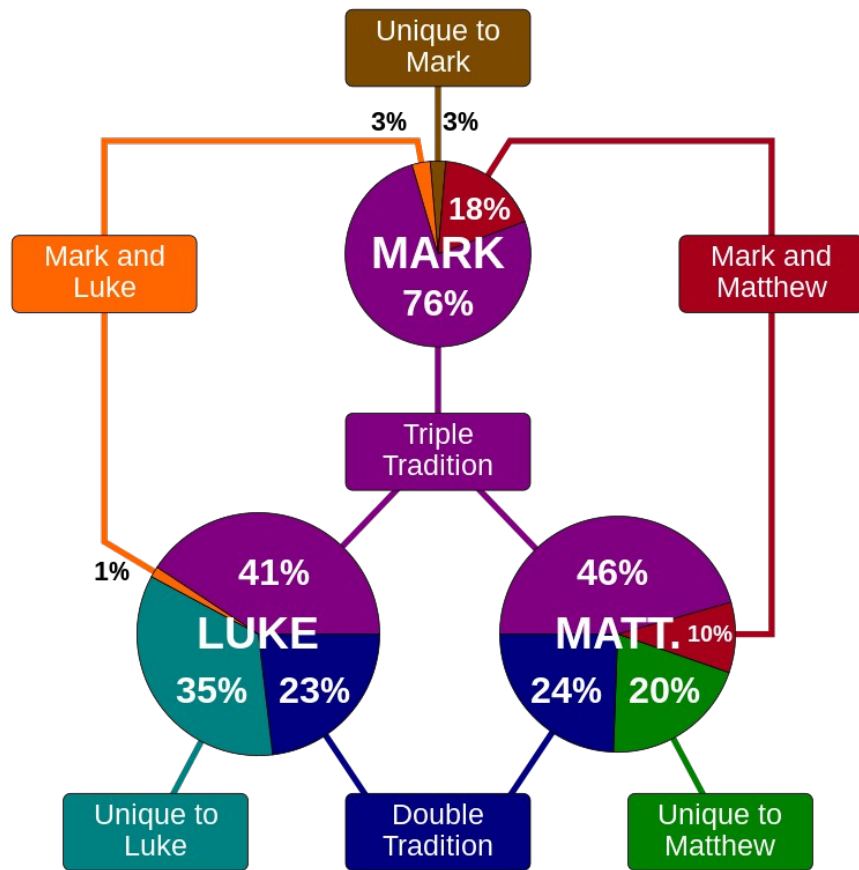 Unique to
Mark
3% 3%
18%
MARK
76%
Mark and
Luke
Mark and
Matthew
Triple
Tradition
1%
41%
LUKE
35% 23%
46%
MATT. 10%
24% 20%
Unique to
Luke
Double
Tradition
Unique to
Matthew